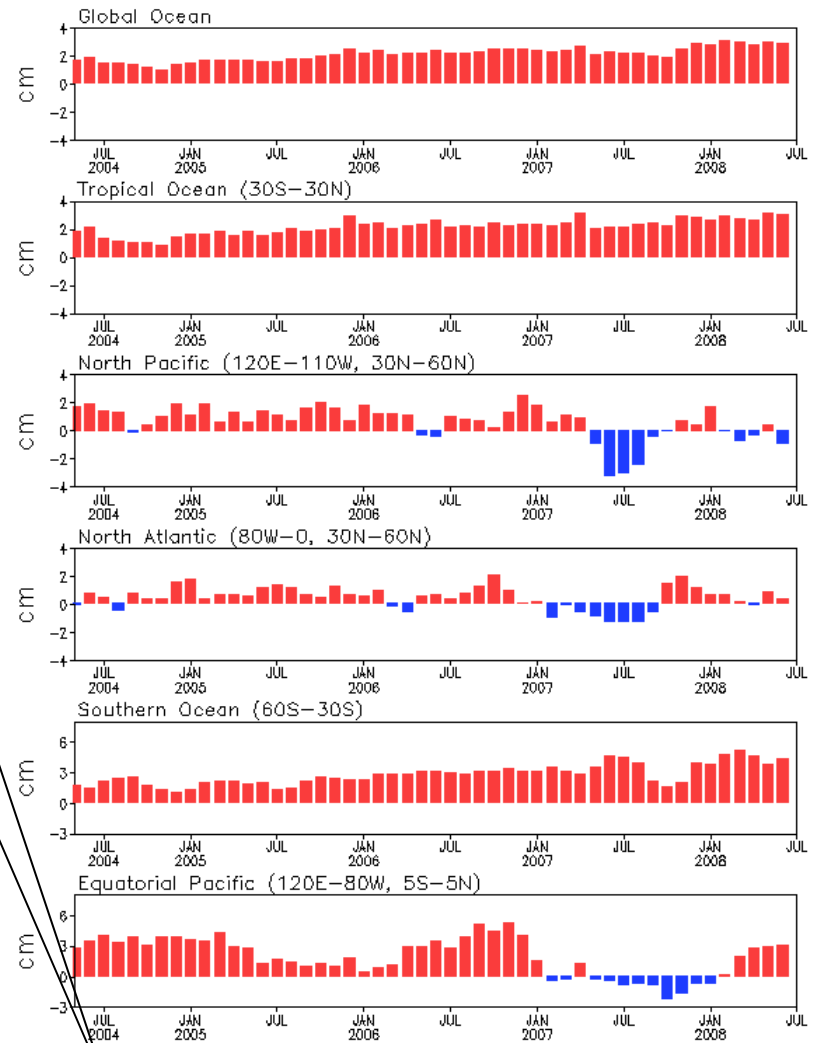 Global Ocean
4
2
0
-2
-4
cm
JUL 2004
JAN 2005
JUL
JAN 2006
JUL
JAN 2007
JUL
JAN 2008
JUL
Tropical Ocean (30S-30N)
4
2
0
-2
-4
cm
JUL 2004
JAN 2005
JUL
JAN 2006
JUL
JAN 2007
JUL
JAN 2008
JUL
North Pacific (120E-110W, 30N-60N)
4
2
0
-2
-4
cm
JUL 2004
JAN 2005
JUL
JAN 2006
JUL
JAN 2007
JUL
JAN 2008
JUL
North Atlantic (80W-0, 30N-60N)
4
2
0
-2
-4
cm
JUL 2004
JAN 2005
JUL
JAN 2006
JUL
JAN 2007
JUL
JAN 2008
JUL
Southern Ocean (60S-30S)
6
3
0
-3
cm
JUL 2004
JAN 2005
JUL
JAN 2006
JUL
JAN 2007
JUL
JAN 2008
JUL
Equatorial Pacific (120E-80W, 5S-5N)
6
3
0
-3
cm
JUL 2004
JAN 2005
JUL
JAN 2006
JUL
JAN 2007
JUL
JAN 2008
JUL